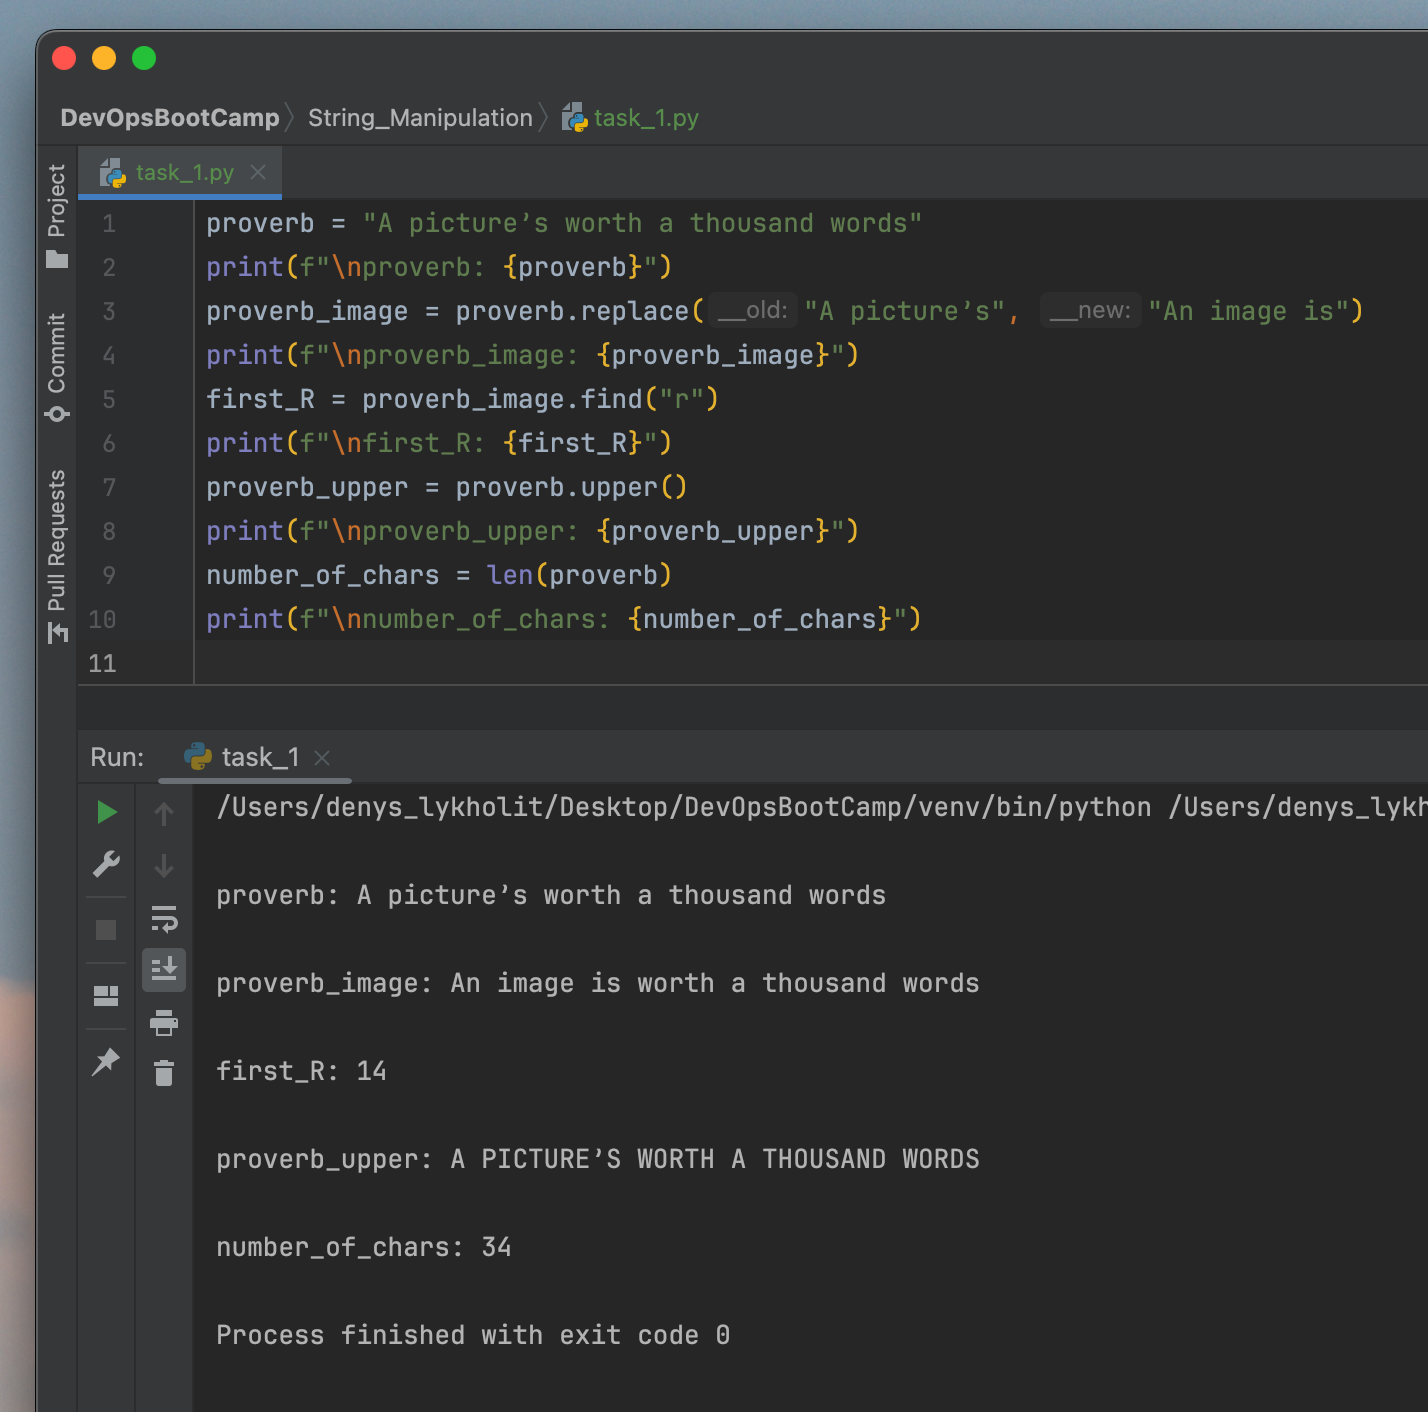 DevOpsBootCamp
String_Manipulation
task_1.py
task_1.py
Project
Commit
Pull Requests
1 proverb = "A picture’s worth a thousand words"
2 print(f"\nproverb: {proverb}")
3 proverb_image = proverb.replace( __old: "A picture’s", __new: "An image is")
4 print(f"\nproverb_image: {proverb_image}")
5 first_R = proverb_image.find("r")
6 print(f"\nfirst_R: {first_R}")
7 proverb_upper = proverb.upper()
8 print(f"\nproverb_upper: {proverb_upper}")
9 number_of_chars = len(proverb)
10 print(f"\nnumber_of_chars: {number_of_chars}")
11
Run: task_1
/Users/denys_lykholit/Desktop/DevOpsBootCamp/venv/bin/python /Users/denys_lykh
proverb: A picture’s worth a thousand words
proverb_image: An image is worth a thousand words
first_R: 14
proverb_upper: A PICTURE’S WORTH A THOUSAND WORDS
number_of_chars: 34
Process finished with exit code 0